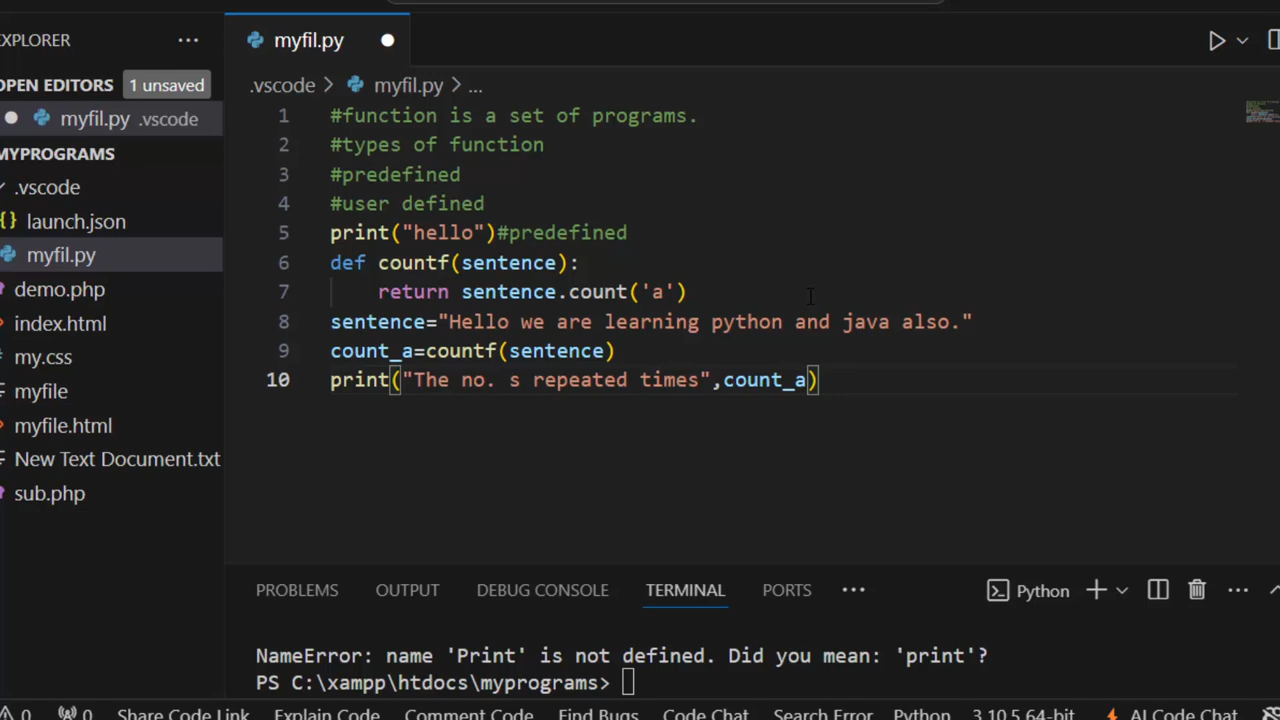 EXPLORER
OPEN EDITORS 1 unsaved
myfil.py .vscode
MYPROGRAMS
.vscode
launch.json
myfil.py
demo.php
index.html
my.css
myfile
myfile.html
New Text Document.txt
sub.php
myfil.py
.vscode > myfil.py > ...
1 #function is a set of programs.
2 #types of function
3 #predefined
4 #user defined
5 print("hello")#predefined
6 def countf(sentence):
7 return sentence.count('a')
8 sentence="Hello we are learning python and java also."
9 count_a=countf(sentence)
10 print("The no. s repeated times",count_a)
PROBLEMS OUTPUT DEBUG CONSOLE TERMINAL PORTS ... Python
NameError: name 'Print' is not defined. Did you mean: 'print'?
PS C:\xampp\htdocs\myprograms>
0 0 Share Code Link Explain Code Comment Code Find Bugs Code Chat Search Error Python 3.10.5 64-bit AI Code Chat